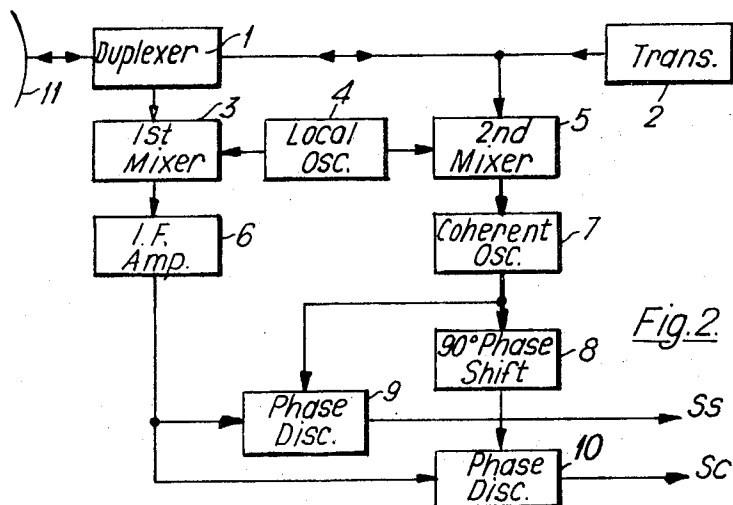 Duplexer
1
Trans.
2
11
3
4
5
1st
Mixer
Local
Osc.
2nd
Mixer
I.F.
Amp.
6
Coherent
Osc.
7
Fig.2.
90° Phase
Shift
8
9
Phase
Disc.
Ss
10
Phase
Disc.
Sc